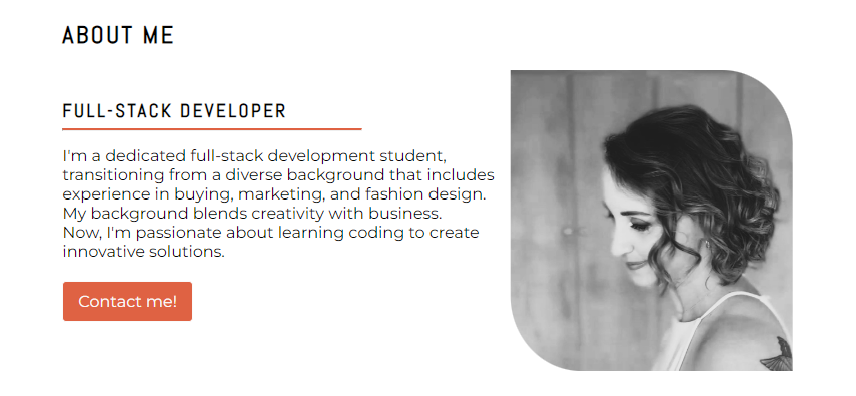 ABOUT ME
FULL-STACK DEVELOPER
I'm a dedicated full-stack development student,
transitioning from a diverse background that includes
experience in buying, marketing, and fashion design.
My background blends creativity with business.
Now, I'm passionate about learning coding to create
innovative solutions.
Contact me!